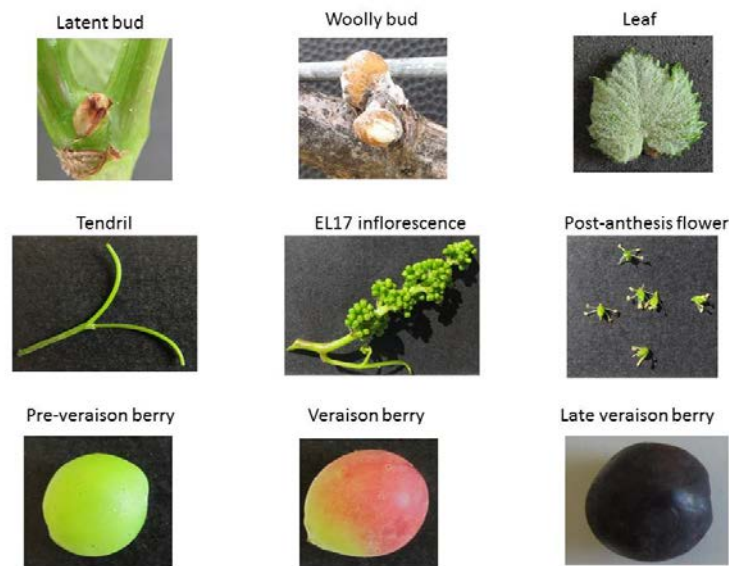 Latent bud
Woolly bud
Leaf
Tendril
EL17 inflorescence
Post-anthesis flower
Pre-veraison berry
Veraison berry
Late veraison berry